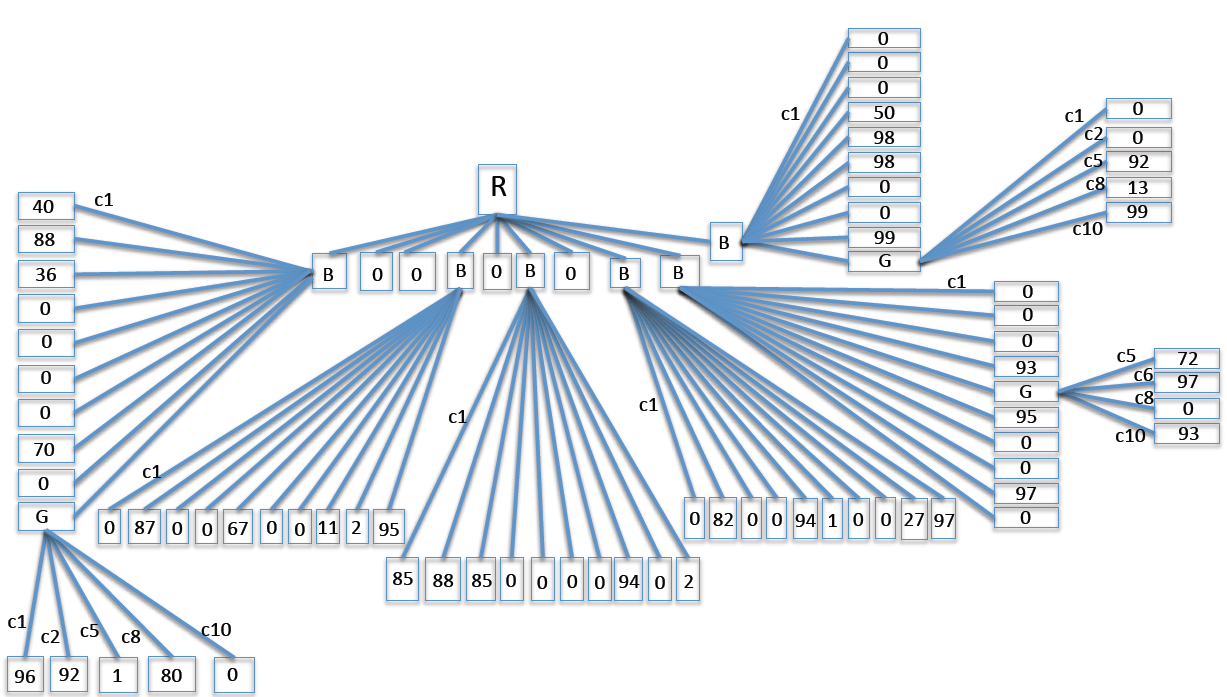 0
0
0
50
98
98
0
0
99
G
c1
c1
c2
c5
c8
c10
0
0
92
13
99
R
B
B 0 0 B 0 B 0 B B
c1
40
88
36
0
0
0
0
70
0
G
c1
0
0
0
93
G
95
0
0
97
0
c5
c6
c8
c10
72
97
0
93
c1
0 87 0 0 67 0 0 11 2 95
c1
85 88 85 0 0 0 0 94 0 2
c1
0 82 0 0 94 1 0 0 27 97
c1 c2 c5 c8 c10
96 92 1 80 0